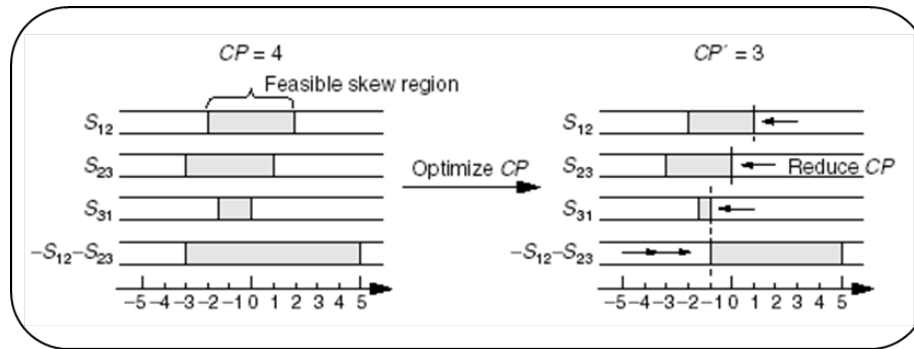 CP = 4
CP´ = 3
Feasible skew region
S12
S23
S31
–S12–S23
–5 –4 –3 –2 –1 0 1 2 3 4 5
Optimize CP
S12
S23
Reduce CP
S31
–S12–S23
–5 –4 –3 –2 –1 0 1 2 3 4 5